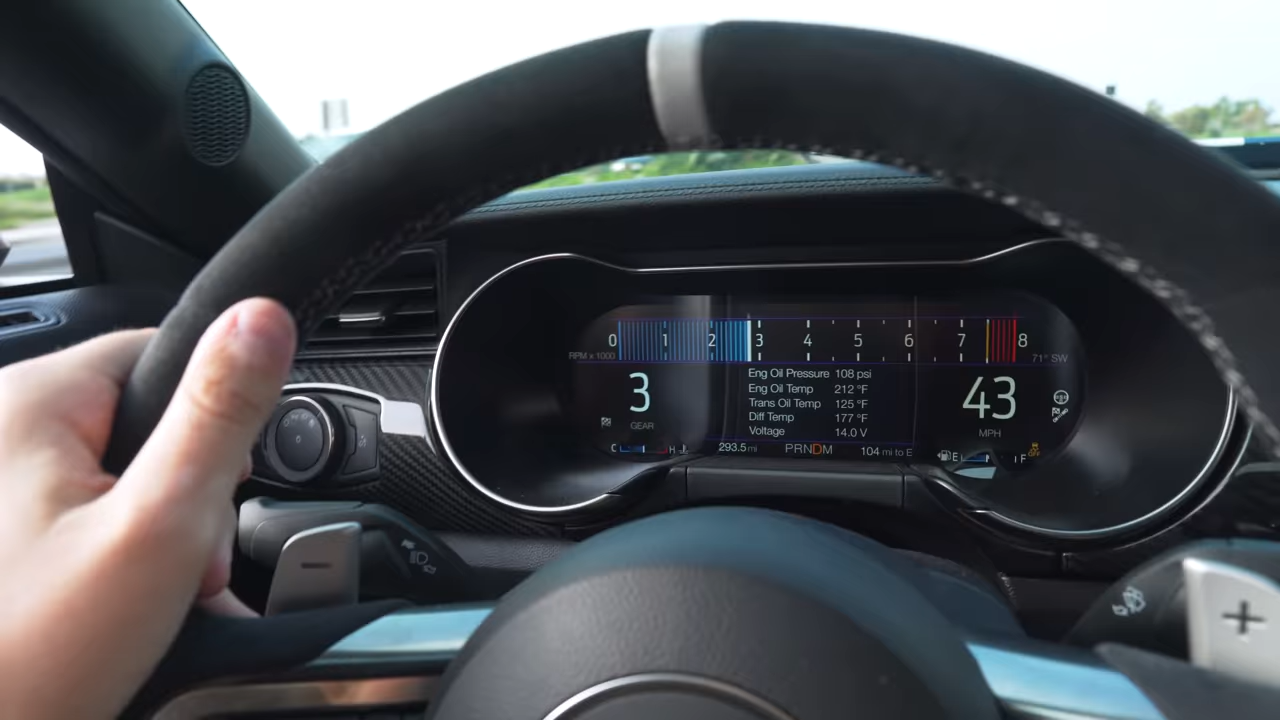 0 1 2 3 4 5 6 7 8
RPM x 1000
71° SW
Eng Oil Pressure 108 psi
Eng Oil Temp 212 °F
Trans Oil Temp 125 °F
Diff Temp 177 °F
Voltage 14.0 V
3
GEAR
43
MPH
C H
293.5 mi
PRNDM
104 mi to E
E F
-
+